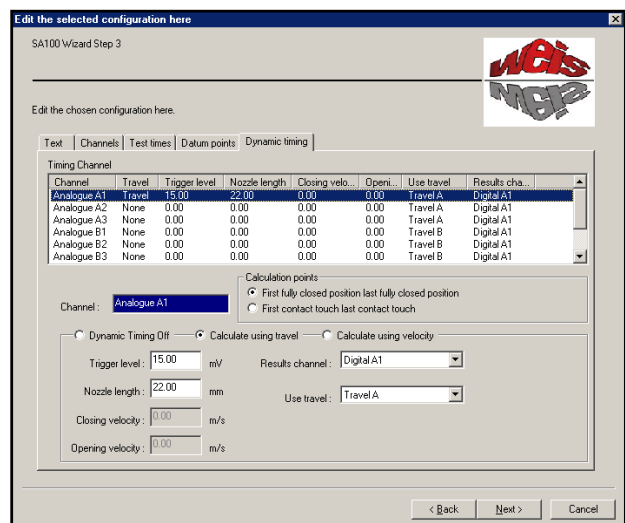 Edit the selected configuration here
SA100 Wizard Step 3
weis
weis
Edit the chosen configuration here.
Text Channels Test times Datum points Dynamic timing
Timing Channel
Channel Travel Trigger level Nozzle length Closing velo... Openi... Use travel Results cha...
Analogue A1 Travel 15.00 22.00 0.00 0.00 Travel A Digital A1
Analogue A2 None 0.00 0.00 0.00 0.00 Travel A Digital A1
Analogue A3 None 0.00 0.00 0.00 0.00 Travel A Digital A1
Analogue B1 None 0.00 0.00 0.00 0.00 Travel B Digital A1
Analogue B2 None 0.00 0.00 0.00 0.00 Travel B Digital A1
Analogue B3 None 0.00 0.00 0.00 0.00 Travel B Digital A1
Calculation points
First fully closed position last fully closed position
First contact touch last contact touch
Channel : Analogue A1
Dynamic Timing Off Calculate using travel Calculate using velocity
Trigger level : 15.00 mV Results channel : Digital A1
Nozzle length : 22.00 mm Use travel : Travel A
Closing velocity : 0.00 m/s
Opening velocity : 0.00 m/s
< Back Next > Cancel